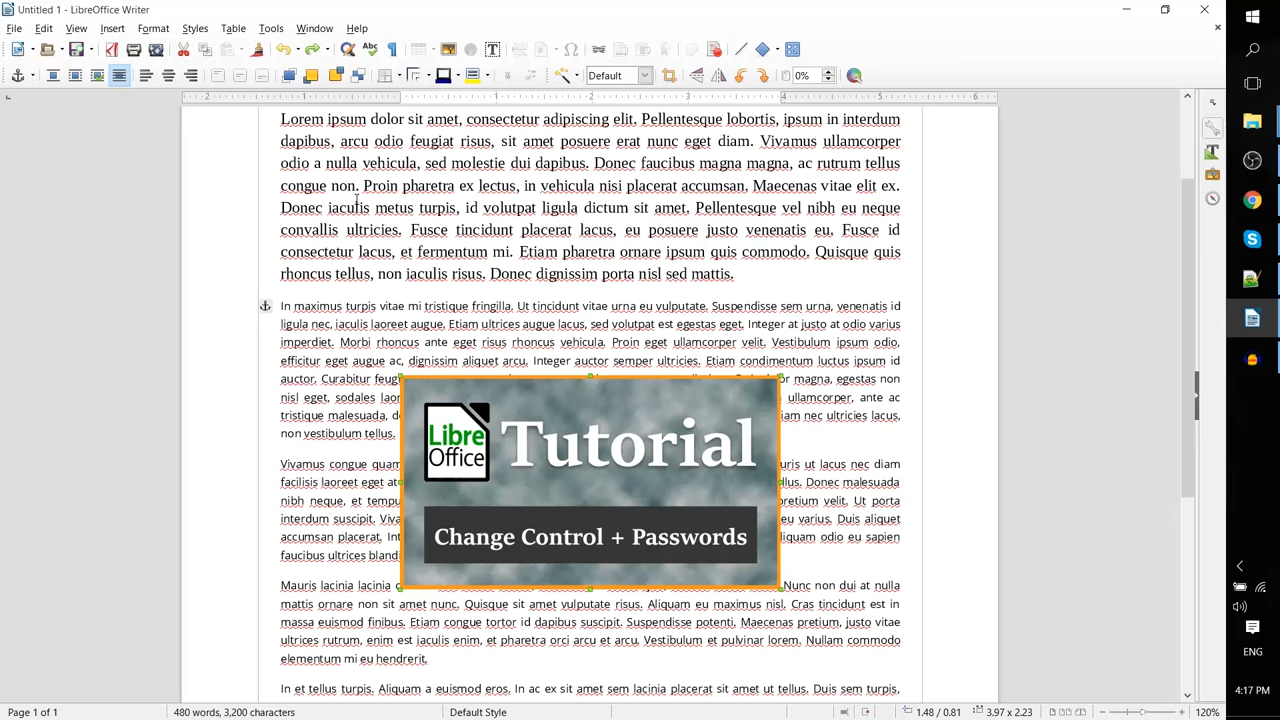 Untitled 1 - LibreOffice Writer
File Edit View Insert Format Styles Table Tools Window Help
Default 0%
2 1 1 2 3 4 5 6
Lorem ipsum dolor sit amet, consectetur adipiscing elit. Pellentesque lobortis, ipsum in interdum
dapibus, arcu odio feugiat risus, sit amet posuere erat nunc eget diam. Vivamus ullamcorper
odio a nulla vehicula, sed molestie dui dapibus. Donec faucibus magna magna, ac rutrum tellus
congue non. Proin pharetra ex lectus, in vehicula nisi placerat accumsan. Maecenas vitae elit ex.
Donec iaculis metus turpis, id volutpat ligula dictum sit amet. Pellentesque vel nibh eu neque
convallis ultricies. Fusce tincidunt placerat lacus, eu posuere justo venenatis eu. Fusce id
consectetur lacus, et fermentum mi. Etiam pharetra ornare ipsum quis commodo. Quisque quis
rhoncus tellus, non iaculis risus. Donec dignissim porta nisl sed mattis.
In maximus turpis vitae mi tristique fringilla. Ut tincidunt vitae urna eu vulputate. Suspendisse sem urna, venenatis id
ligula nec, iaculis laoreet augue. Etiam ultrices augue lacus, sed volutpat est egestas eget. Integer at justo at odio varius
imperdiet. Morbi rhoncus ante eget risus rhoncus vehicula. Proin eget ullamcorper velit. Vestibulum ipsum odio,
efficitur eget augue ac, dignissim aliquet arcu. Integer auctor semper ultricies. Etiam condimentum luctus ipsum id
auctor. Curabitur magna, egestas non
nisl eget, sodales ullamcorper, ante ac
tristique malesuada, nec ultricies lacus,
non vestibulum tellus.
Libre
Office
Tutorial
Change Control + Passwords
Vivamus congue quam ut lacus nec diam
facilisis laoreet eget Donec malesuada
nibh neque, et pretium velit. Ut porta
interdum suscipit. eu varius. Duis aliquet
accumsan placerat. aliquam odio eu sapien
faucibus ultrices
Mauris lacinia lacinia Nunc non dui at nulla
mattis ornare non sit amet nunc. Quisque sit amet vulputate risus. Aliquam eu maximus nisl. Cras tincidunt est in
massa euismod finibus. Etiam congue tortor id dapibus suscipit. Suspendisse potenti. Maecenas pretium, justo vitae
ultrices rutrum, enim est iaculis enim, et pharetra orci arcu et arcu. Vestibulum et pulvinar lorem. Nullam commodo
elementum mi eu hendrerit.
In et tellus turpis. Aliquam a euismod eros. In ac ex sit amet sem lacinia placerat sit amet ut tellus. Duis sem turpis,
Page 1 of 1 480 words, 3,200 characters Default Style 1.48 / 0.81 3.97 x 2.23 120%
ENG
4:17 PM